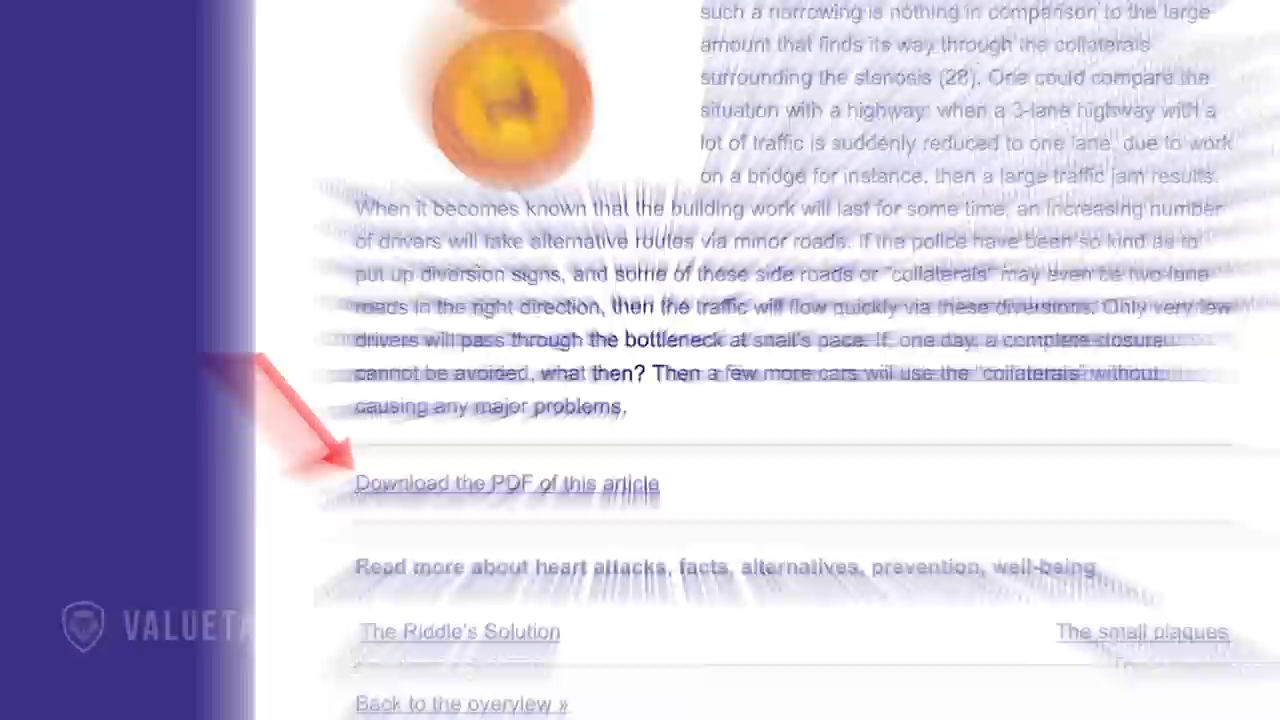 such a narrowing is nothing in comparison to the large
amount that finds its way through the collaterals
surrounding the stenosis (28). One could compare the
situation with a highway: when a 3-lane highway with a
lot of traffic is suddenly reduced to one lane, due to work
on a bridge for instance, then a large traffic jam results.
When it becomes known that the building work will last for some time, an increasing number
of drivers will take alternative routes via minor roads. If the police have been so kind as to
put up diversion signs, and some of these side roads or "collaterals" may even be two-lane
roads in the right direction, then the traffic will flow quickly via these diversions. Only very few
drivers will pass through the bottleneck at snail's pace. If, one day, a complete closure
cannot be avoided, what then? Then a few more cars will use the "collaterals" without
causing any major problems.
Download the PDF of this article
Read more about heart attacks, facts, alternatives, prevention, well-being
The Riddle's Solution The small plaques
Back to the overview »
VALUETA